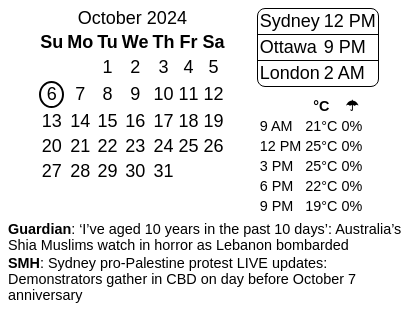 October 2024
Su Mo Tu We Th Fr Sa
1 2 3 4 5
6 7 8 9 10 11 12
13 14 15 16 17 18 19
20 21 22 23 24 25 26
27 28 29 30 31
Sydney 12 PM
Ottawa 9 PM
London 2 AM
°C ☂
9 AM 21°C 0%
12 PM 25°C 0%
3 PM 25°C 0%
6 PM 22°C 0%
9 PM 19°C 0%
Guardian: ‘I’ve aged 10 years in the past 10 days’: Australia’s
Shia Muslims watch in horror as Lebanon bombarded
SMH: Sydney pro-Palestine protest LIVE updates:
Demonstrators gather in CBD on day before October 7
anniversary